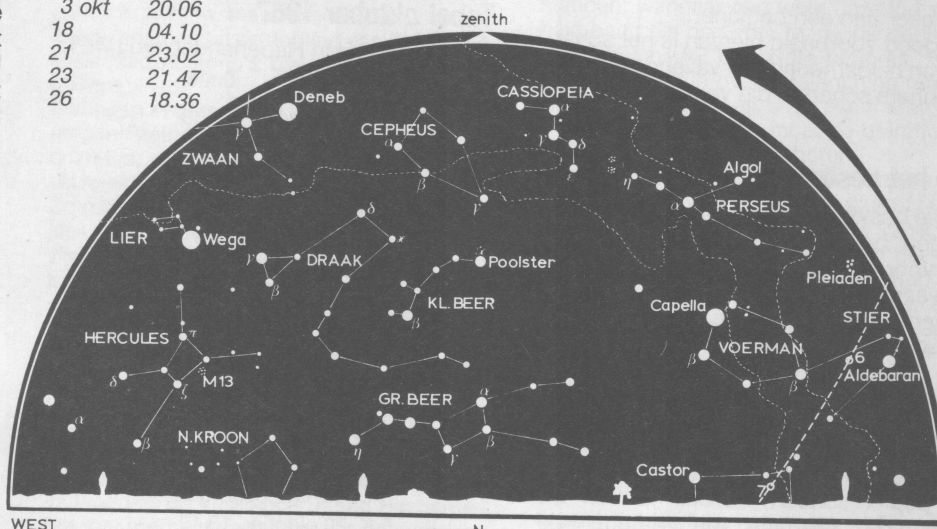 3 okt 20.06
18 04.10
21 23.02
23 21.47
26 18.36
zenith
Deneb
γ
ZWAAN
CEPHEUS
α
β
γ
CASSIOPEIA
α
γ
δ
ε
η
Algol
α
PERSEUS
LIER
Wega
δ
γ
DRAAK
β
Poolster
KL.BEER
β
Pleiaden
Capella
STIER
HERCULES
δ
M13
ζ
β
α
VOERMAN
β
β
6
Aldebaran
GR.BEER
α
η
γ
β
N.KROON
Castor
7
WEST
N